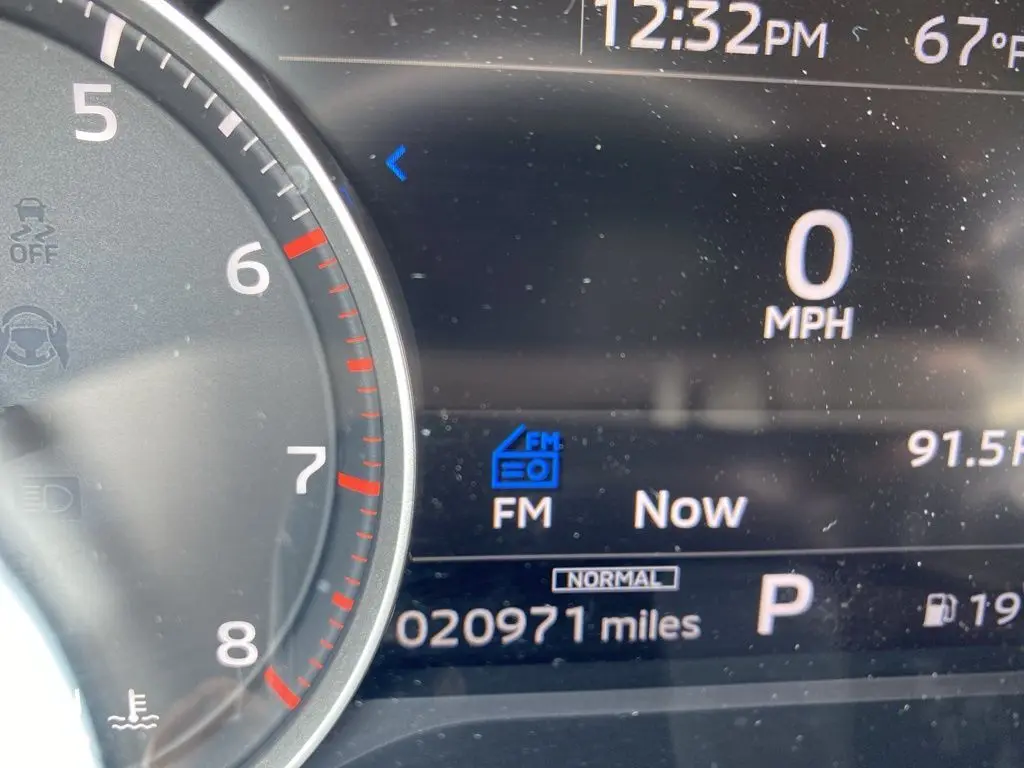 12:32PM 67°F
5
OFF
6
0
MPH
91.5
FM
7
FM Now
NORMAL
020971 miles P 19
8